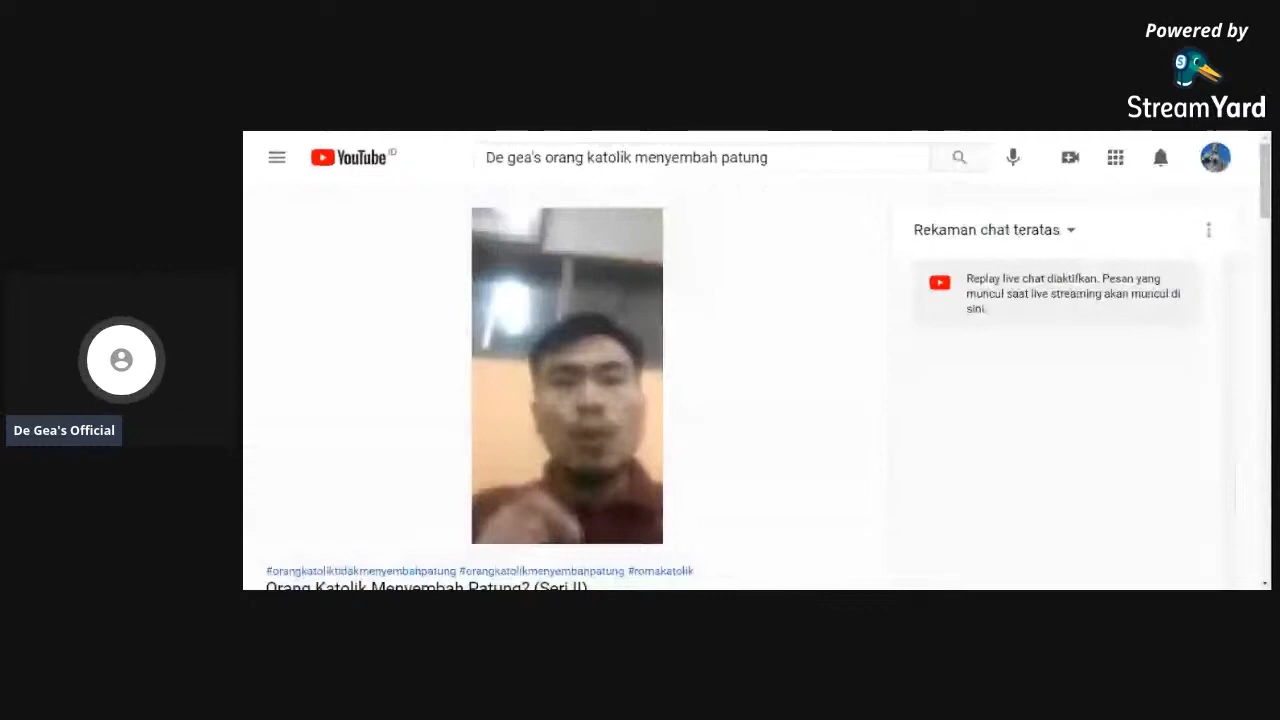 Powered by
StreamYard
YouTube ID
De gea's orang katolik menyembah patung
Rekaman chat teratas
Replay live chat diaktifkan. Pesan yang
muncul saat live streaming akan muncul di
sini.
De Gea's Official
#orangkatoliktidakmenyembahpatung #orangkatolikmenyembahpatung #romakatolik
Orang Katolik Menyembah Patung? (Seri II)